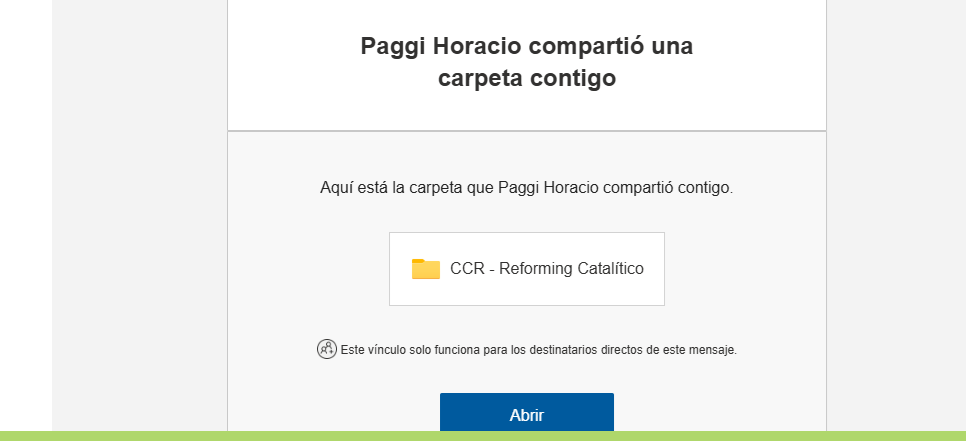 Paggi Horacio compartió una
carpeta contigo
Aquí está la carpeta que Paggi Horacio compartió contigo.
CCR - Reforming Catalítico
Este vínculo solo funciona para los destinatarios directos de este mensaje.
Abrir